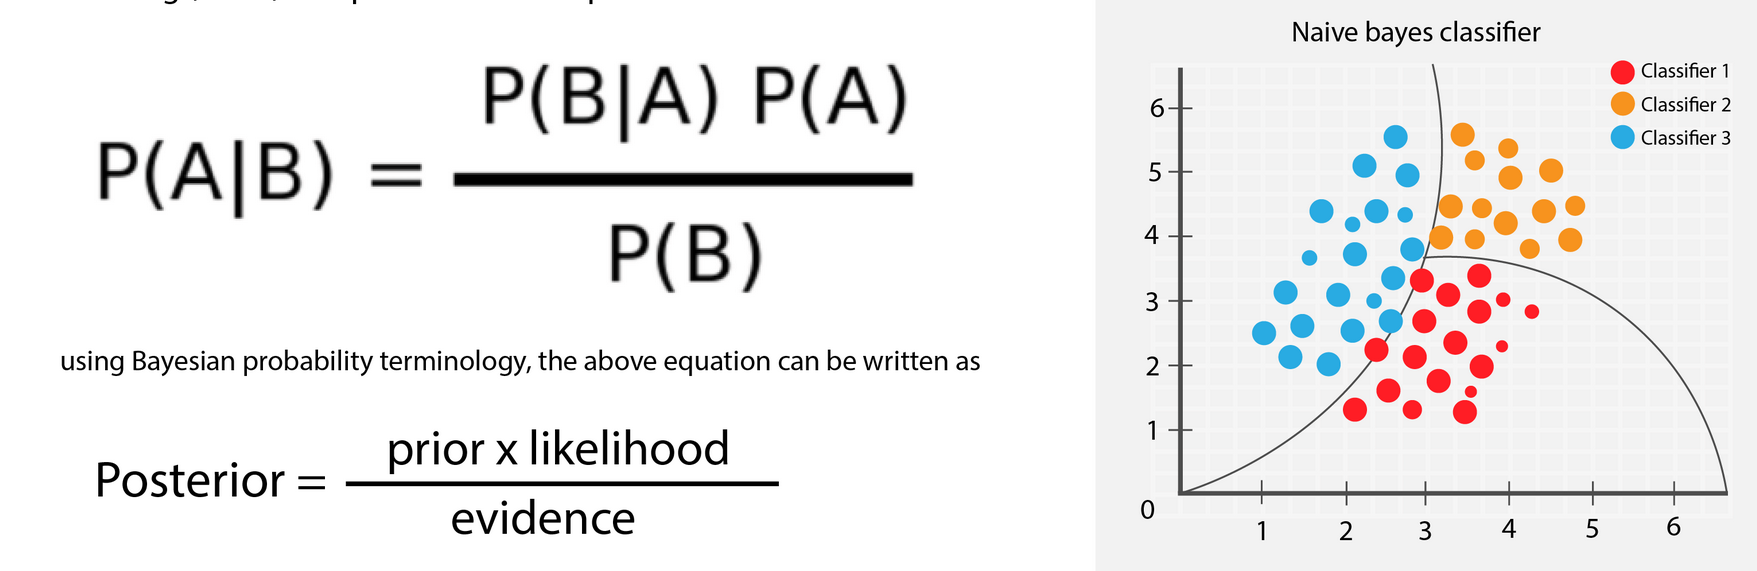 P(A|B) = P(B|A) P(A)
P(B)
using Bayesian probability terminology, the above equation can be written as
Posterior = prior x likelihood
evidence
Naive bayes classifier
Classifier 1
Classifier 2
Classifier 3
6
5
4
3
2
1
0
1 2 3 4 5 6